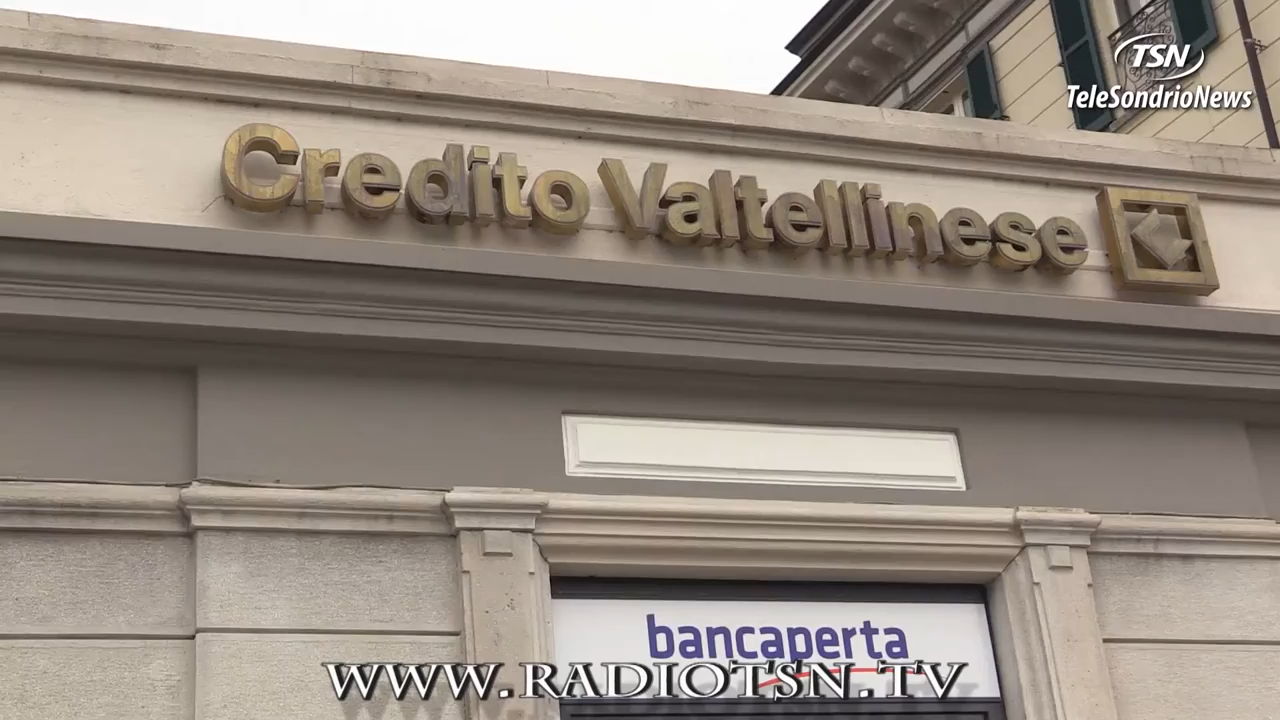 TSN
TeleSondrioNews
Credito Valtellinese
bancaperta
WWW.RADIOTSN.TV